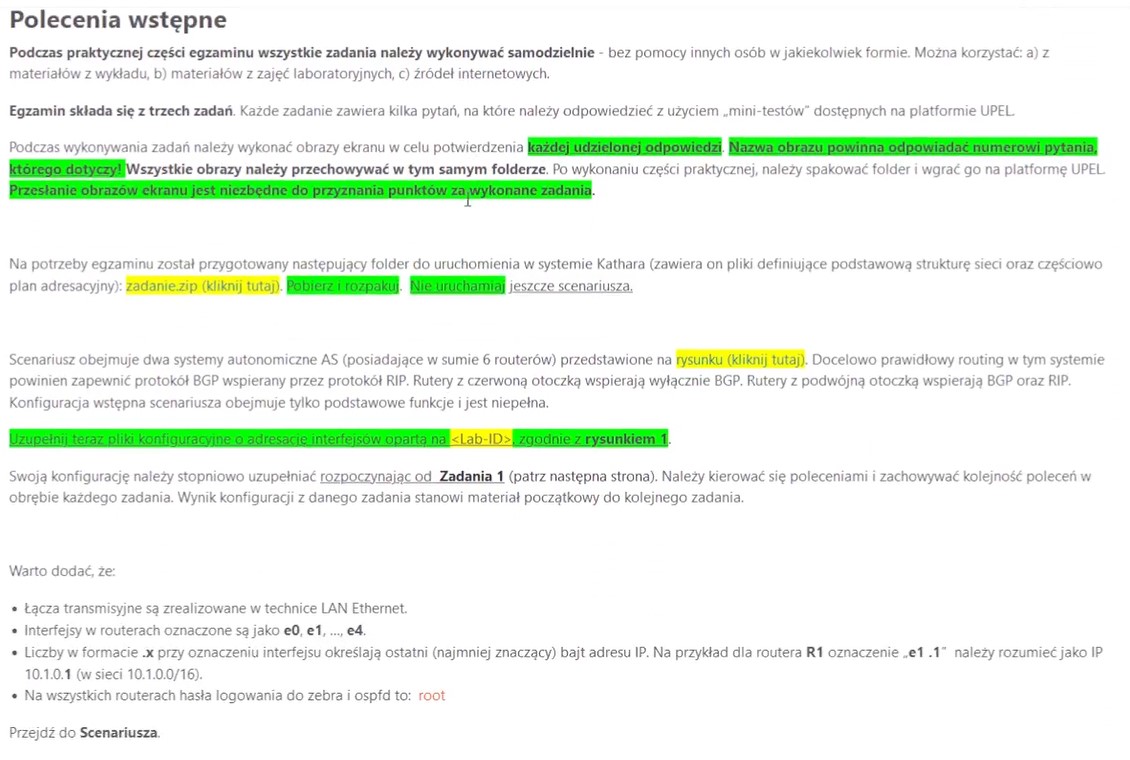 Polecenia wstępne
Podczas praktycznej części egzaminu wszystkie zadania należy wykonywać samodzielnie - bez pomocy innych osób w jakiekolwiek formie. Można korzystać: a) z
materiałów z wykładu, b) materiałów z zajęć laboratoryjnych, c) źródeł internetowych.
Egzamin składa się z trzech zadań. Każde zadanie zawiera kilka pytań, na które należy odpowiedzieć z użyciem „mini-testów” dostępnych na platformie UPEL.
Podczas wykonywania zadań należy wykonać obrazy ekranu w celu potwierdzenia każdej udzielonej odpowiedzi. Nazwa obrazu powinna odpowiadać numerowi pytania,
którego dotyczy! Wszystkie obrazy należy przechowywać w tym samym folderze. Po wykonaniu części praktycznej, należy spakować folder i wgrać go na platformę UPEL.
Przesłanie obrazów ekranu jest niezbędne do przyznania punktów za wykonane zadania.
Na potrzeby egzaminu został przygotowany następujący folder do uruchomienia w systemie Kathara (zawiera on pliki definiujące podstawową strukturę sieci oraz częściowo
plan adresacyjny): zadanie.zip (kliknij tutaj). Pobierz i rozpakuj. Nie uruchamiaj jeszcze scenariusza.
Scenariusz obejmuje dwa systemy autonomiczne AS (posiadające w sumie 6 routerów) przedstawione na rysunku (kliknij tutaj). Docelowo prawidłowy routing w tym systemie
powinien zapewnić protokół BGP wspierany przez protokół RIP. Rutery z czerwoną otoczką wspierają wyłącznie BGP. Rutery z podwójną otoczką wspierają BGP oraz RIP.
Konfiguracja wstępna scenariusza obejmuje tylko podstawowe funkcje i jest niepełna.
Uzupełnij teraz pliki konfiguracyjne o adresację interfejsów opartą na <Lab-ID>, zgodnie z rysunkiem 1.
Swoją konfigurację należy stopniowo uzupełniać rozpoczynając od Zadania 1 (patrz następna strona). Należy kierować się poleceniami i zachowywać kolejność poleceń w
obrębie każdego zadania. Wynik konfiguracji z danego zadania stanowi materiał początkowy do kolejnego zadania.
Warto dodać, że:
• Łącza transmisyjne są zrealizowane w technice LAN Ethernet.
• Interfejsy w routerach oznaczone są jako e0, e1, ..., e4.
• Liczby w formacie .x przy oznaczeniu interfejsu określają ostatni (najmniej znaczący) bajt adresu IP. Na przykład dla routera R1 oznaczenie „e1 .1” należy rozumieć jako IP
10.1.0.1 (w sieci 10.1.0.0/16).
• Na wszystkich routerach hasła logowania do zebra i ospfd to: root
Przejdź do Scenariusza.